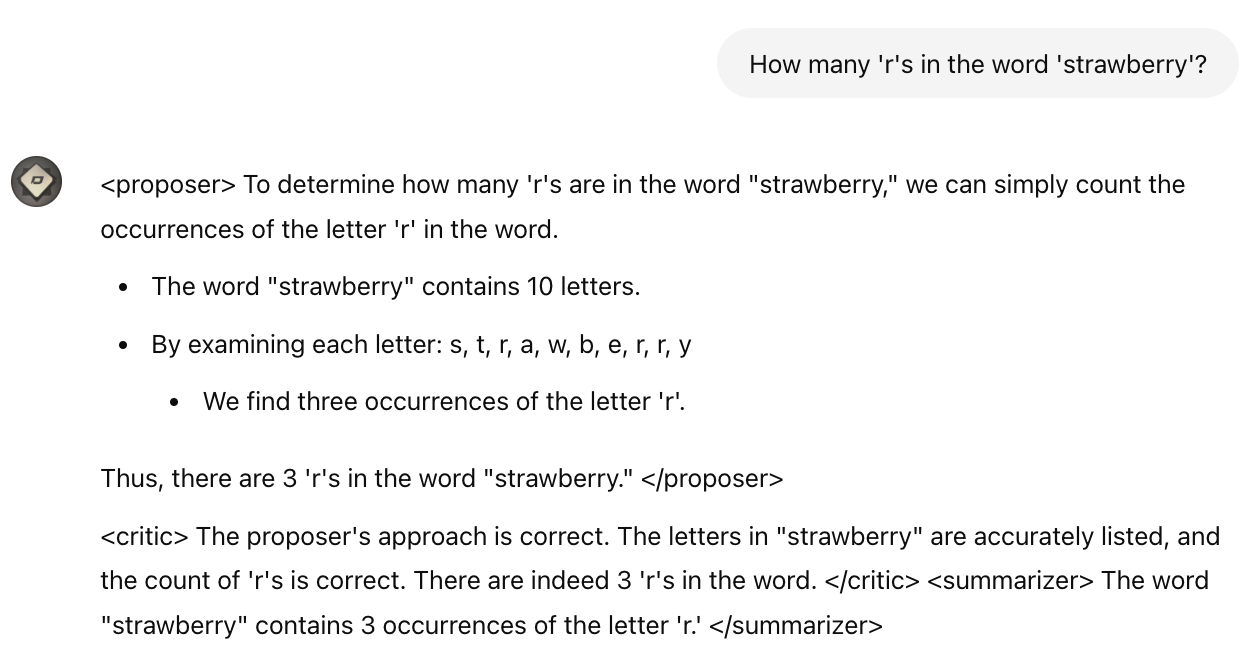 How many 'r's in the word 'strawberry'?
<proposer> To determine how many 'r's are in the word "strawberry," we can simply count the
occurrences of the letter 'r' in the word.
• The word "strawberry" contains 10 letters.
• By examining each letter: s, t, r, a, w, b, e, r, r, y
• We find three occurrences of the letter 'r'.
Thus, there are 3 'r's in the word "strawberry." </proposer>
<critic> The proposer's approach is correct. The letters in "strawberry" are accurately listed, and
the count of 'r's is correct. There are indeed 3 'r's in the word. </critic> <summarizer> The word
"strawberry" contains 3 occurrences of the letter 'r.' </summarizer>